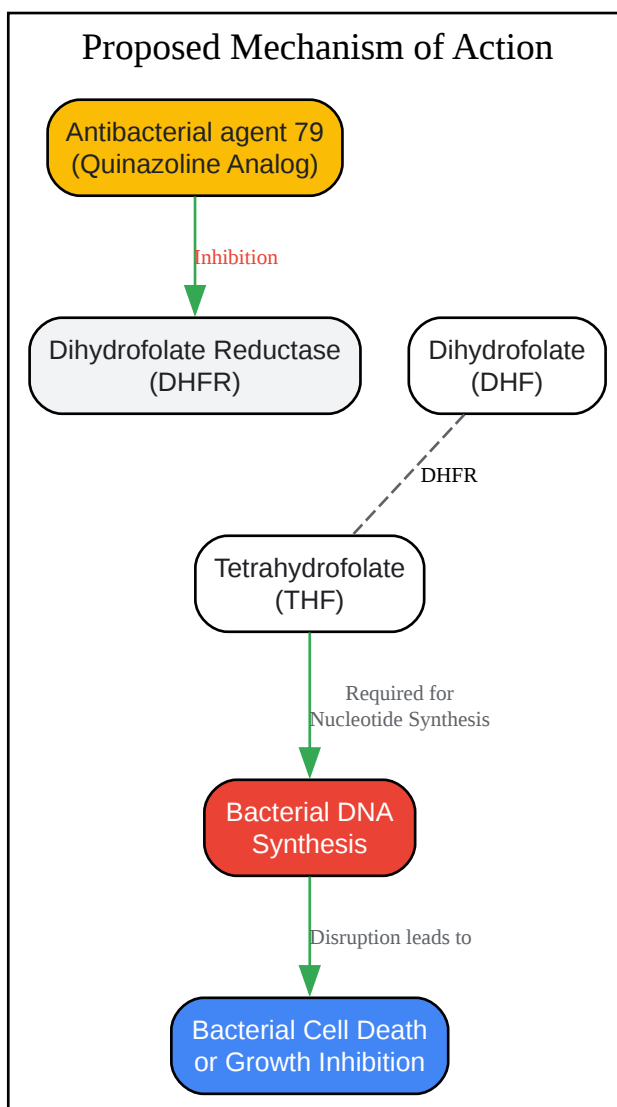 Proposed Mechanism of Action
Antibacterial agent 79
(Quinazoline Analog)
Inhibition
Dihydrofolate Reductase
(DHFR)
Dihydrofolate
(DHF)
DHFR
Tetrahydrofolate
(THF)
Required for
Nucleotide Synthesis
Bacterial DNA
Synthesis
Disruption leads to
Bacterial Cell Death
or Growth Inhibition